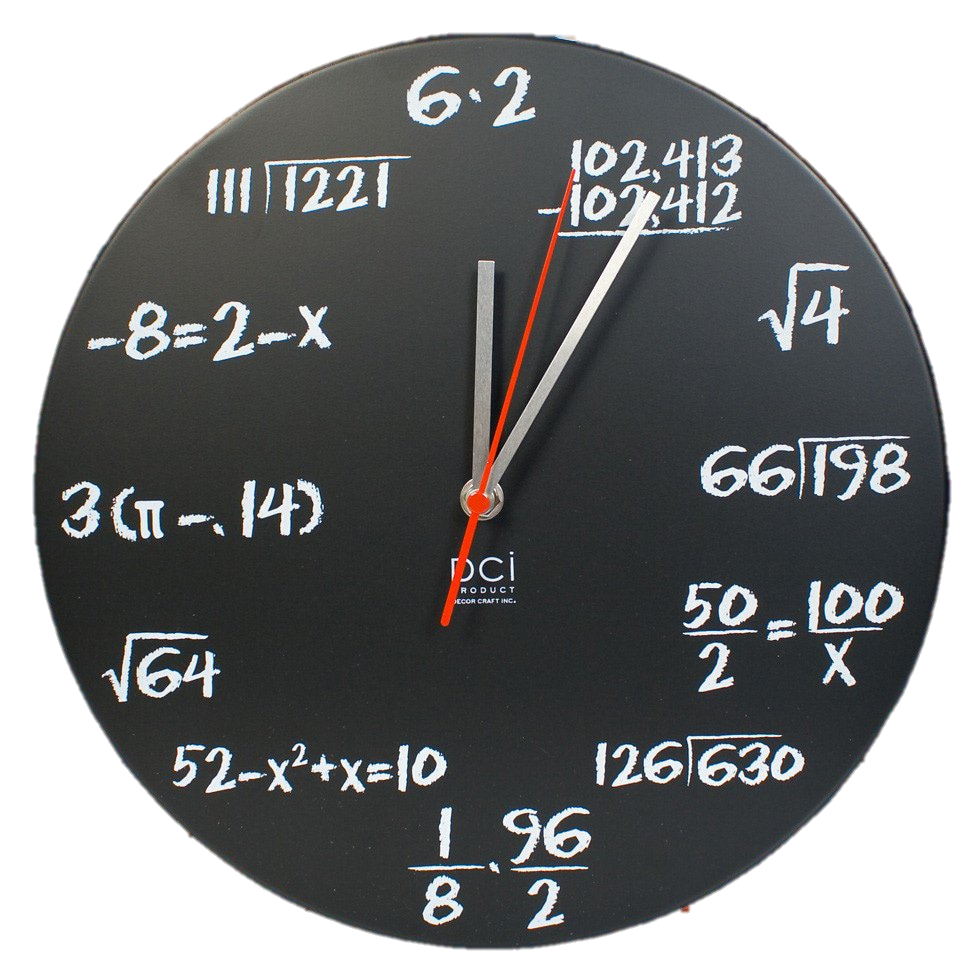 6·2
102,413
-102,412
√4
66)198
50/2=100/x
126)630
1/8·96/2
52-x²+x=10
√64
3(π-.14)
-8=2-x
111)1221
DCi
PRODUCT
DECOR CRAFT INC.